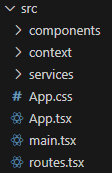 src
components
context
services
App.css
App.tsx
main.tsx
routes.tsx